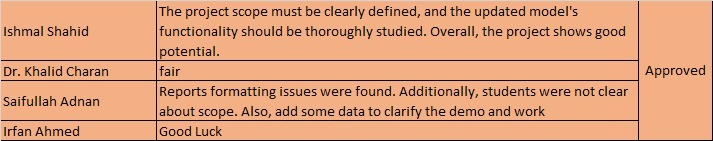 Ishmal Shahid
The project scope must be clearly defined, and the updated model's
functionality should be thoroughly studied. Overall, the project shows good
potential.
Dr. Khalid Charan
fair
Saifullah Adnan
Reports formatting issues were found. Additionally, students were not clear
about scope. Also, add some data to clarify the demo and work
Irfan Ahmed
Good Luck
Approved